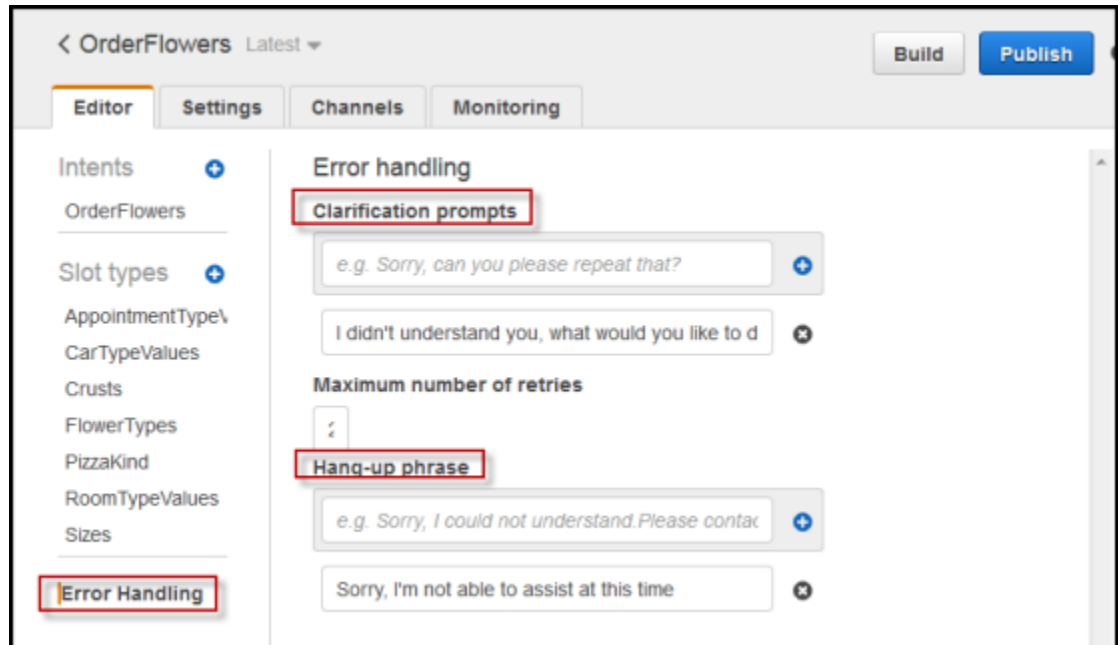 < OrderFlowers Latest
Build
Publish
Editor
Settings
Channels
Monitoring
Intents
OrderFlowers
Slot types
AppointmentTypeV
CarTypeValues
Crusts
FlowerTypes
PizzaKind
RoomTypeValues
Sizes
Error Handling
Error handling
Clarification prompts
e.g. Sorry, can you please repeat that?
I didn't understand you, what would you like to d
Maximum number of retries
Hang-up phrase
e.g. Sorry, I could not understand.Please contac
Sorry, I'm not able to assist at this time